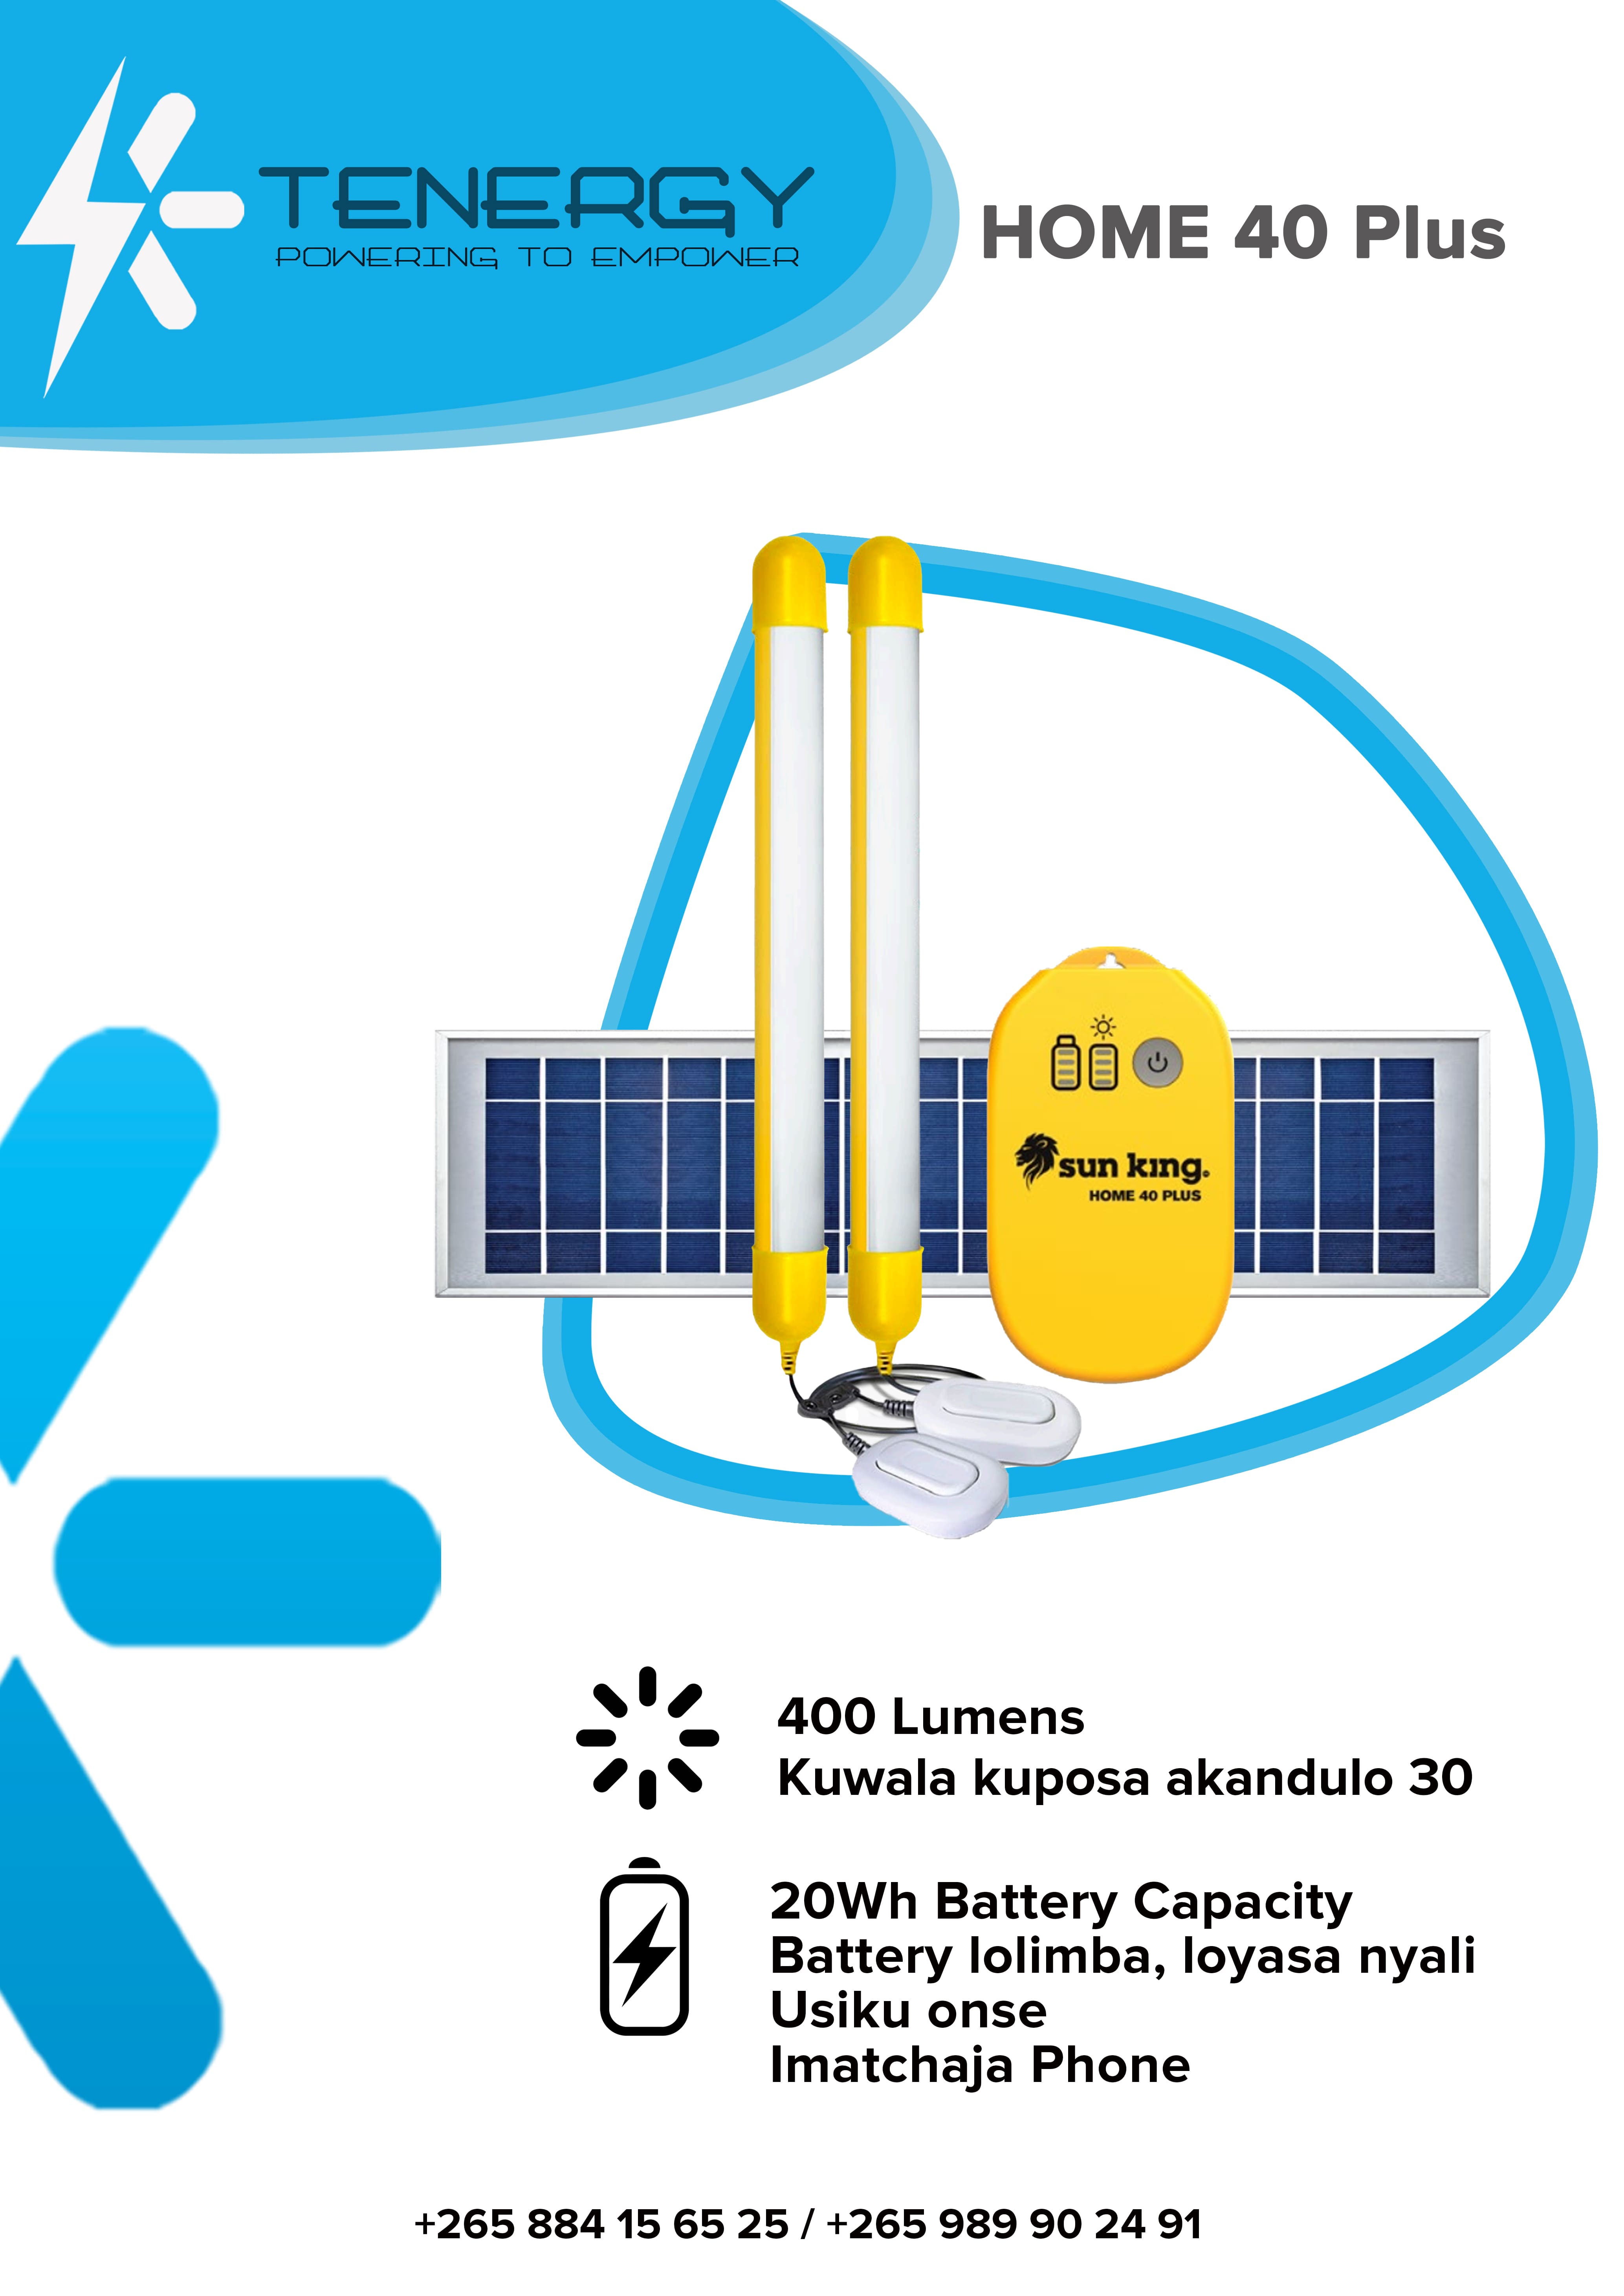 TENERGY
POWERING TO EMPOWER
HOME 40 Plus
sun king.
HOME 40 PLUS
400 Lumens
Kuwala kuposa akandulo 30
20Wh Battery Capacity
Battery lolimba, loyasa nyali
Usiku onse
Imatchaja Phone
+265 884 15 65 25 / +265 989 90 24 91